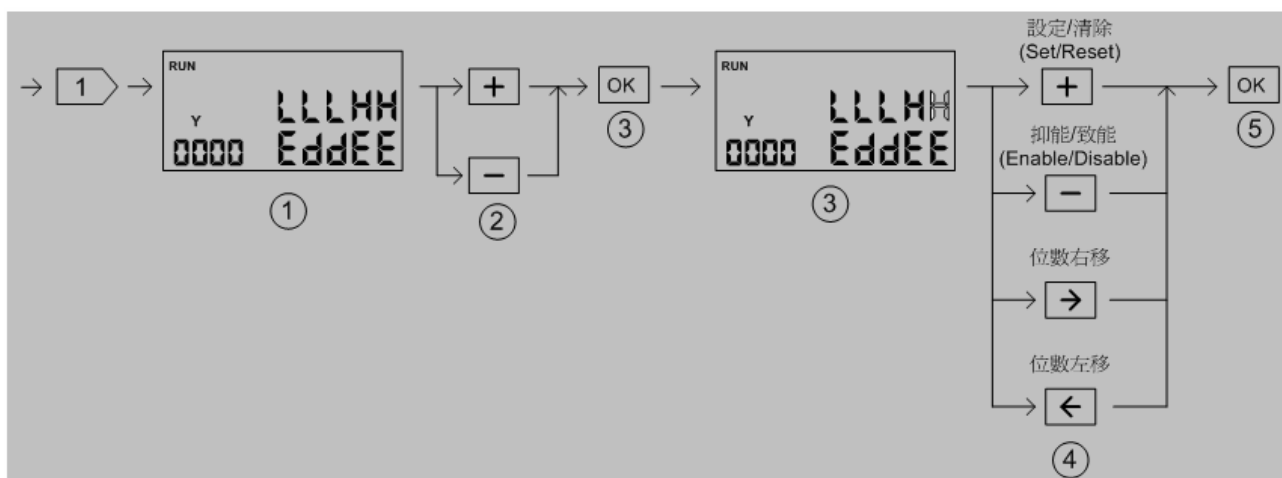 1
RUN
LLLHH
Y
0000 EddEE
①
+
−
②
OK
③
RUN
LLLHH
Y
0000 EddEE
③
設定/清除
(Set/Reset)
+
抑能/致能
(Enable/Disable)
−
位數右移
→
位數左移
←
④
OK
⑤